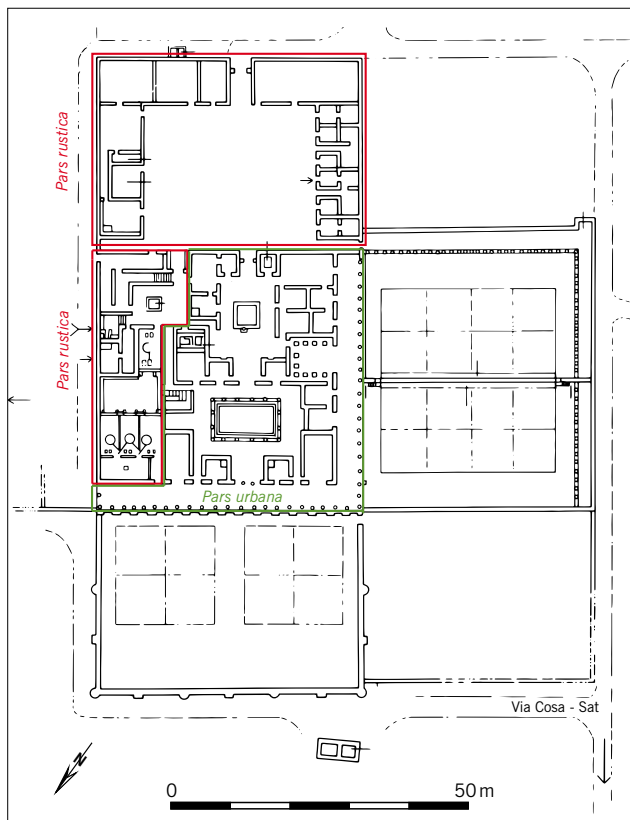 Pars rustica
Pars rustica
Pars urbana
Via Cosa - Sat
N
0
50 m